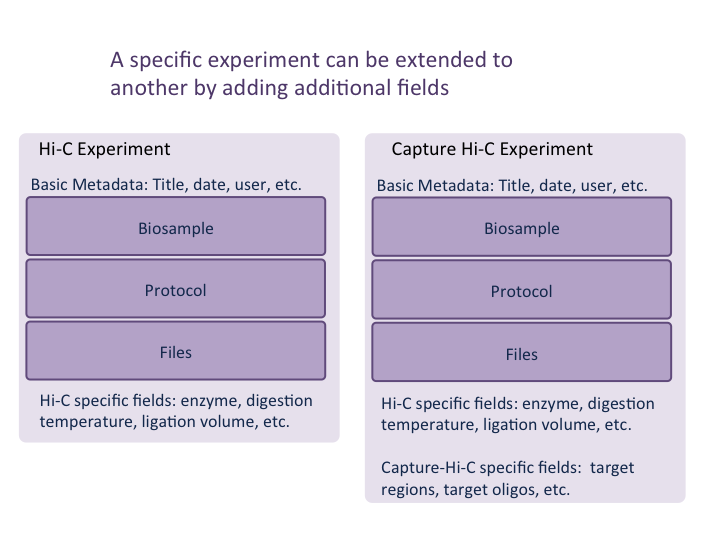 A specific experiment can be extended to
another by adding additional fields
Hi-C Experiment
Basic Metadata: Title, date, user, etc.
Biosample
Protocol
Files
Hi-C specific fields: enzyme, digestion
temperature, ligation volume, etc.
Capture Hi-C Experiment
Basic Metadata: Title, date, user, etc.
Biosample
Protocol
Files
Hi-C specific fields: enzyme, digestion
temperature, ligation volume, etc.
Capture-Hi-C specific fields:  target
regions, target oligos, etc.